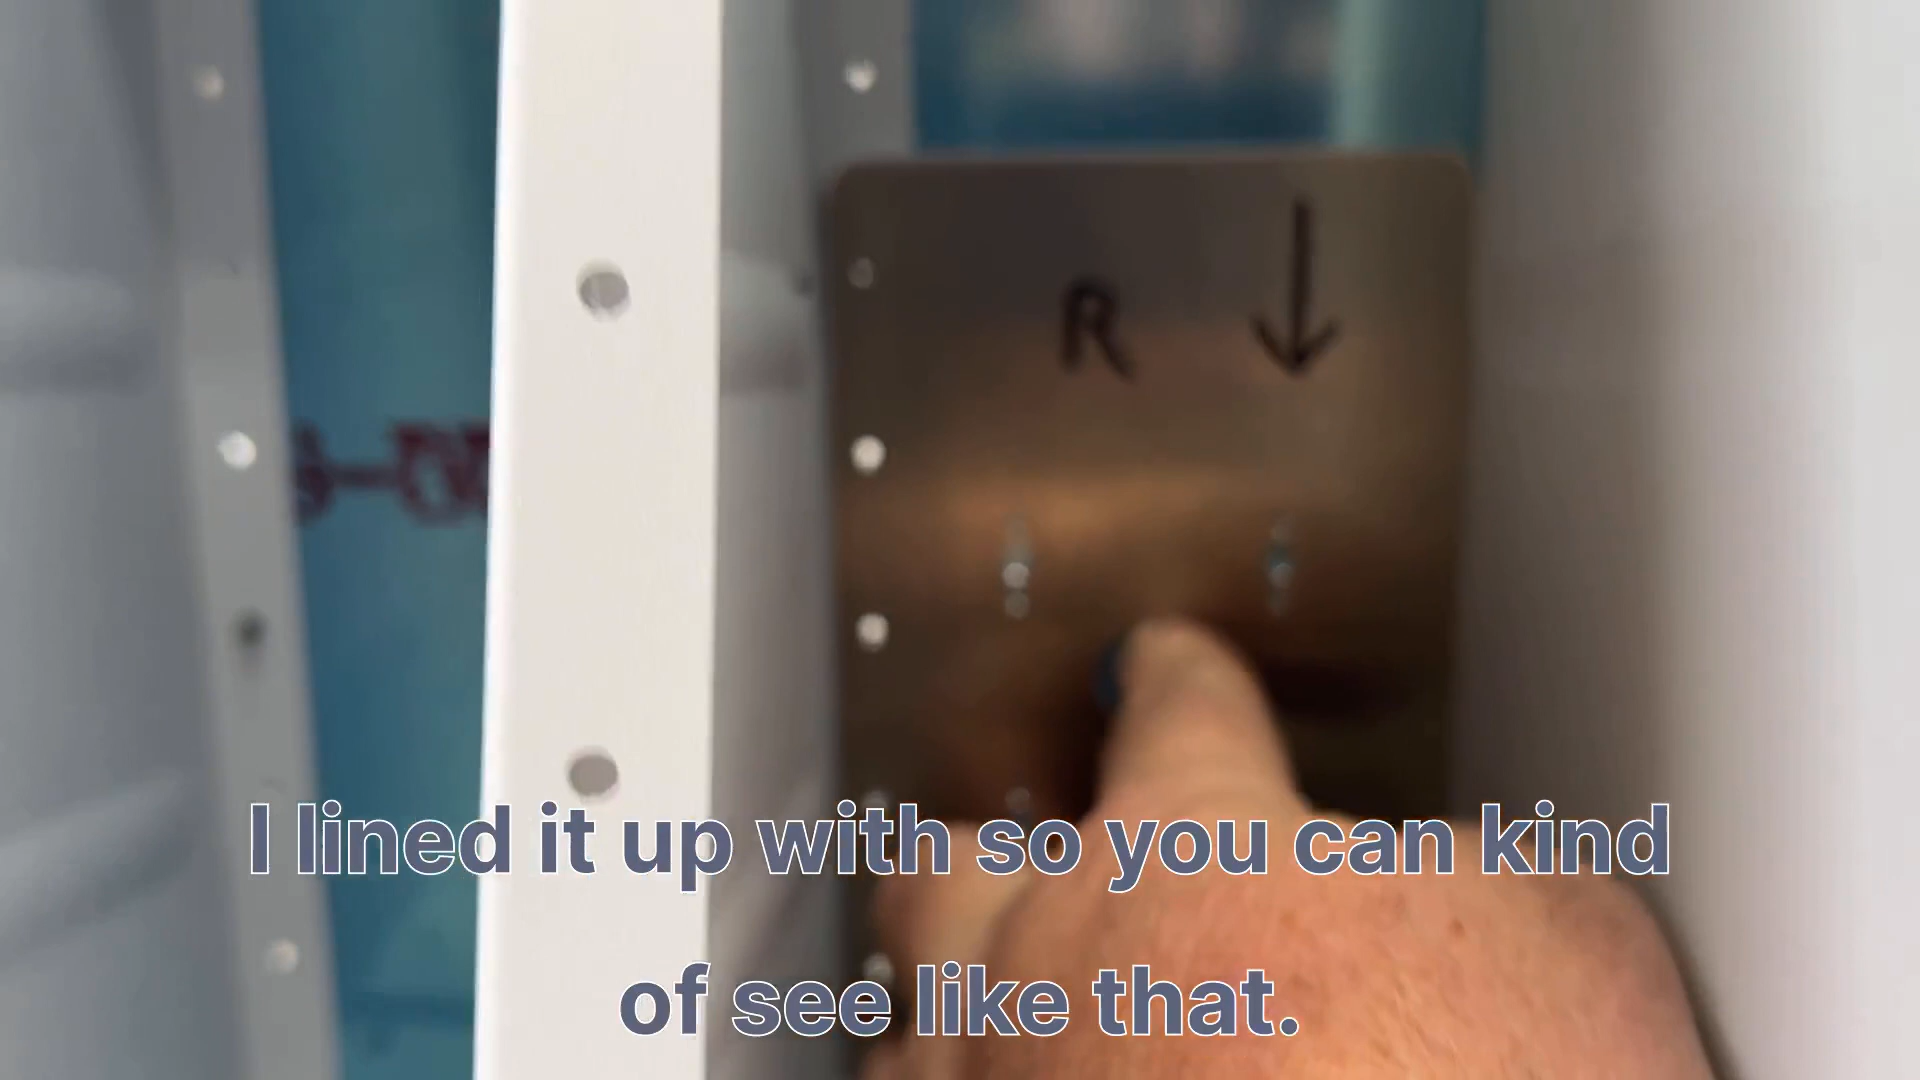 R ↓
I lined it up with so you can kind
of see like that.